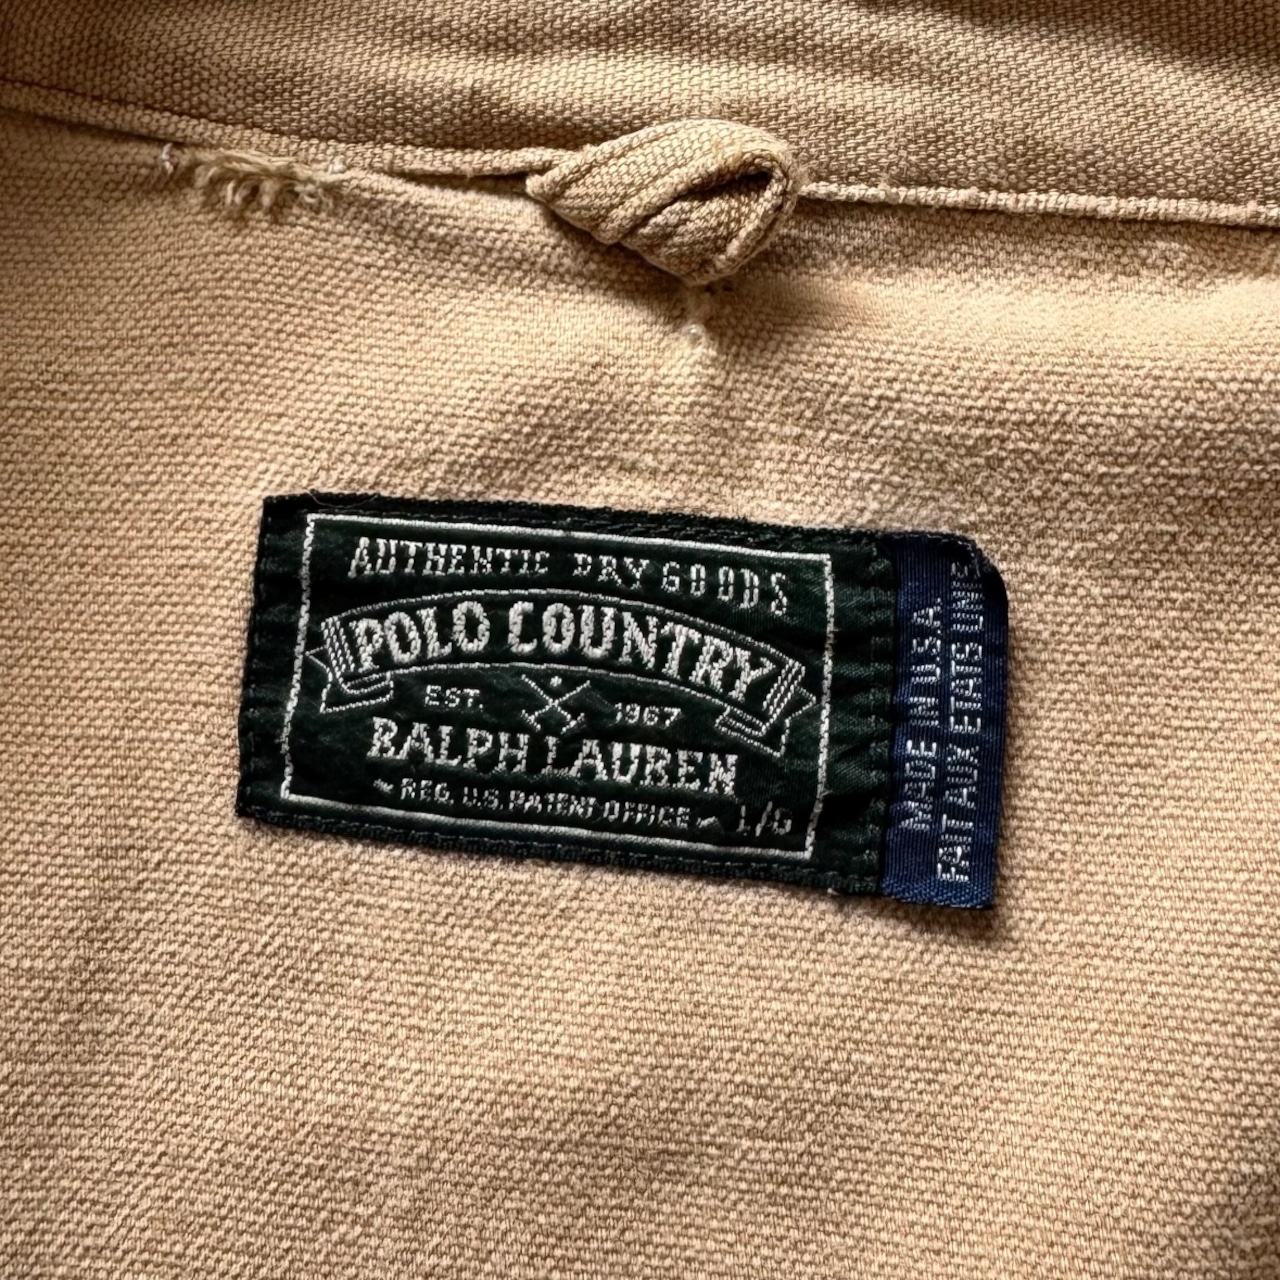 AUTHENTIC DRY GOODS
POLO COUNTRY
EST. 1967
RALPH LAUREN
~ REG. U.S. PATENT OFFICE ~ L/G
MADE IN U.S.A.
FAIT AUX ETATS UNIS